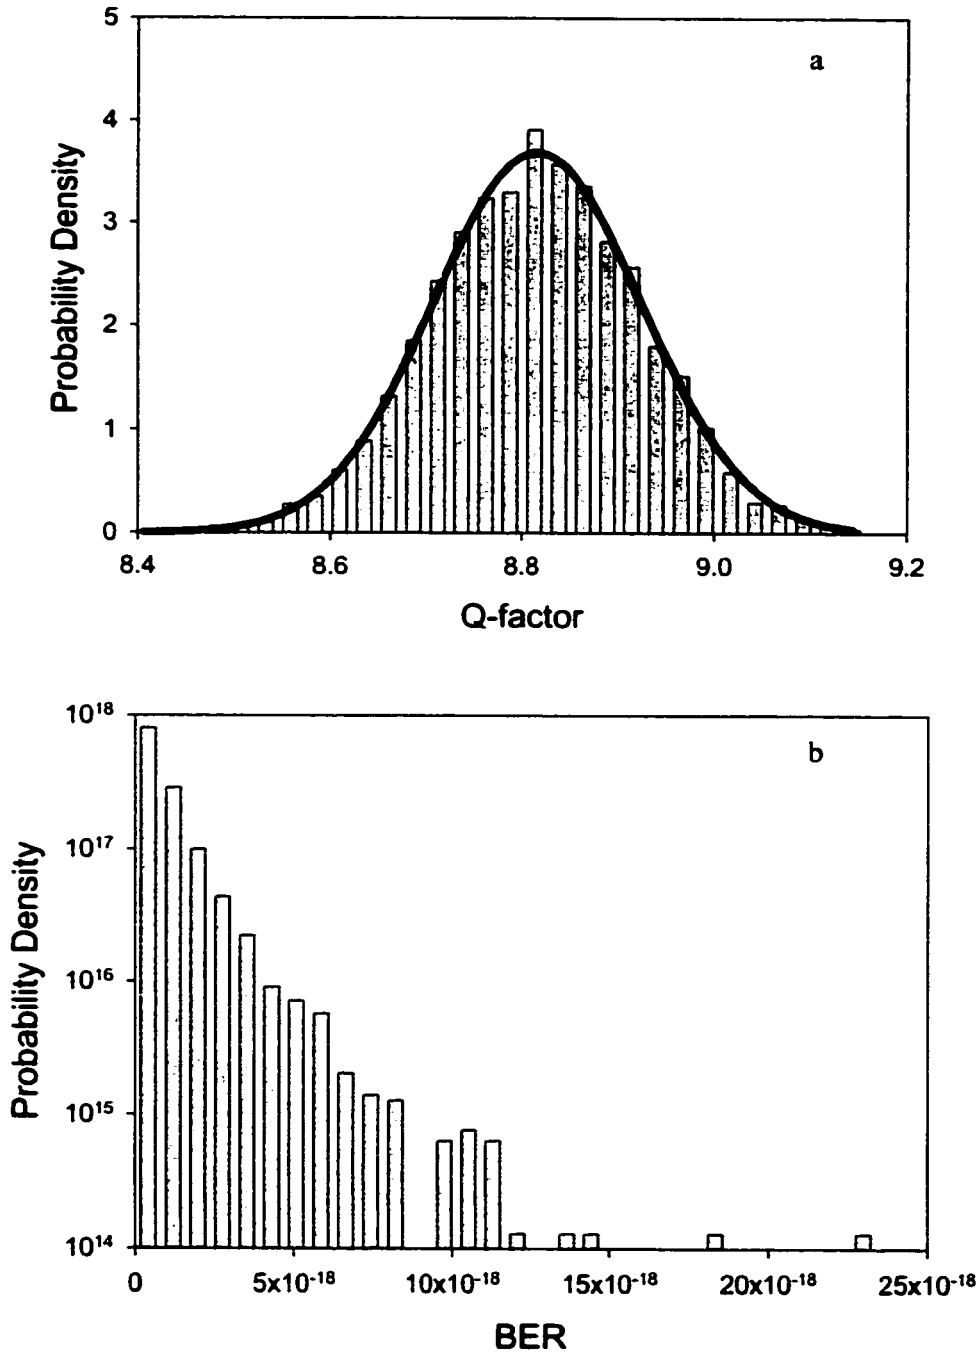 5
a
4
3
2
1
0
Probability Density
8.4 8.6 8.8 9.0 9.2
Q-factor
10¹⁸
b
10¹⁷
10¹⁶
10¹⁵
10¹⁴
Probability Density
0 5x10⁻¹⁸ 10x10⁻¹⁸ 15x10⁻¹⁸ 20x10⁻¹⁸ 25x10⁻¹⁸
BER